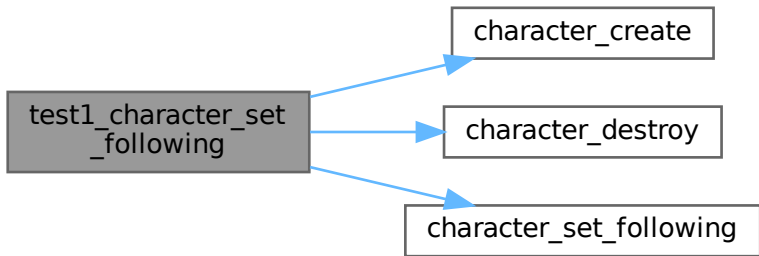 test1_character_set
_following
character_create
character_destroy
character_set_following